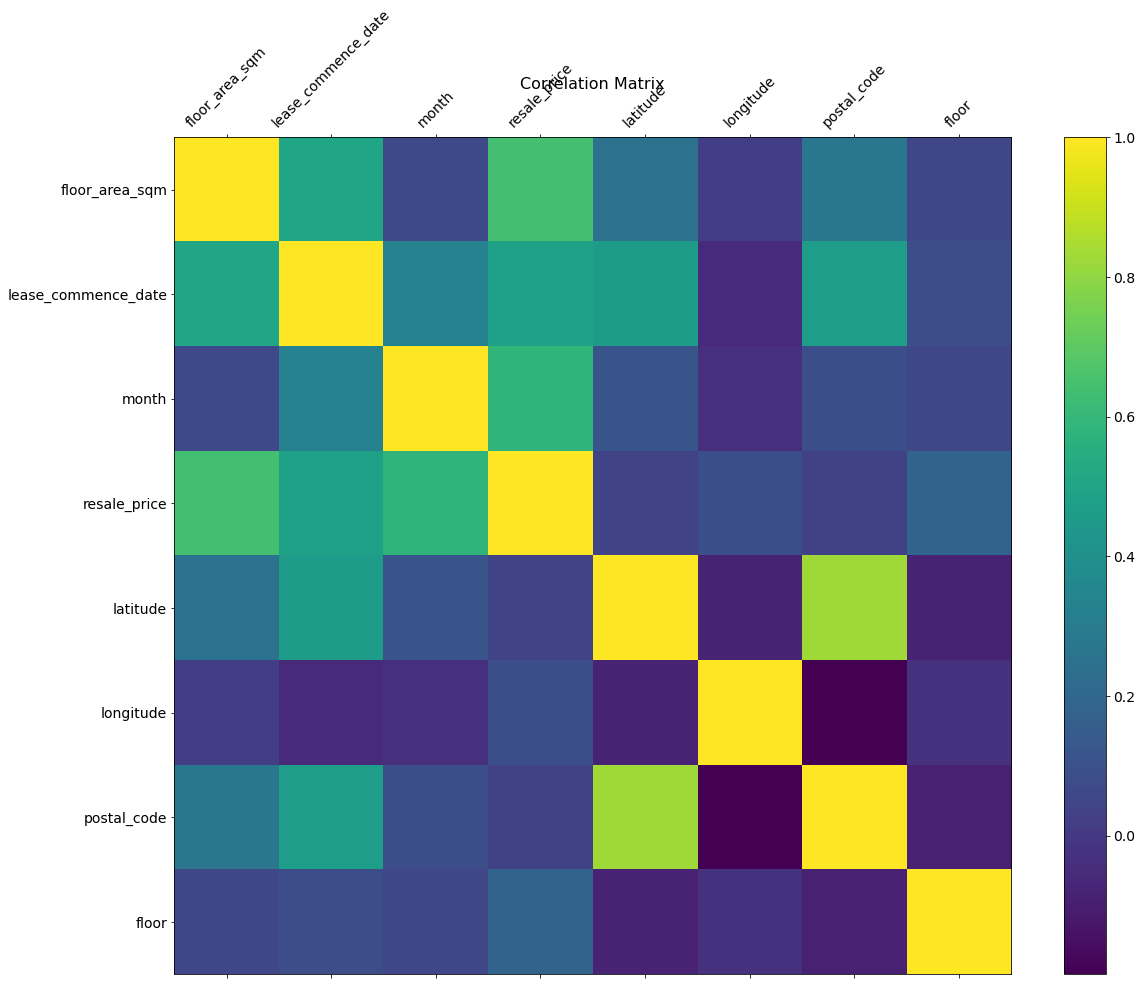 Correlation Matrix
floor_area_sqm
lease_commence_date
month
resale_price
latitude
longitude
postal_code
floor
floor_area_sqm
lease_commence_date
month
resale_price
latitude
longitude
postal_code
floor
1.0
0.8
0.6
0.4
0.2
0.0